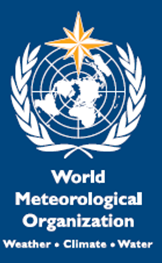 World
Meteorological
Organization
Weather • Climate • Water